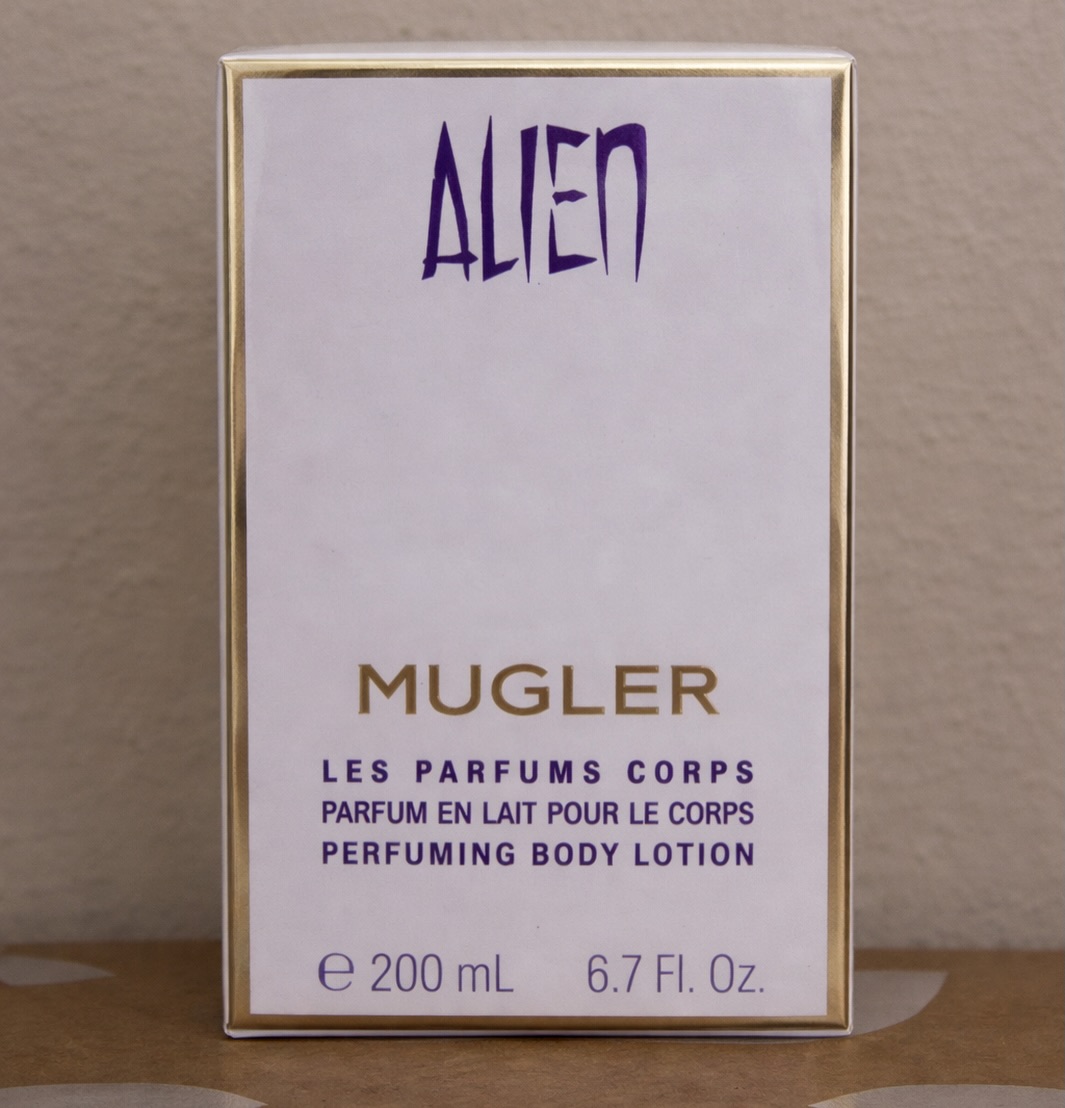 ALIEN
MUGLER
LES PARFUMS CORPS
PARFUM EN LAIT POUR LE CORPS
PERFUMING BODY LOTION
℮ 200 mL 6.7 Fl. Oz.